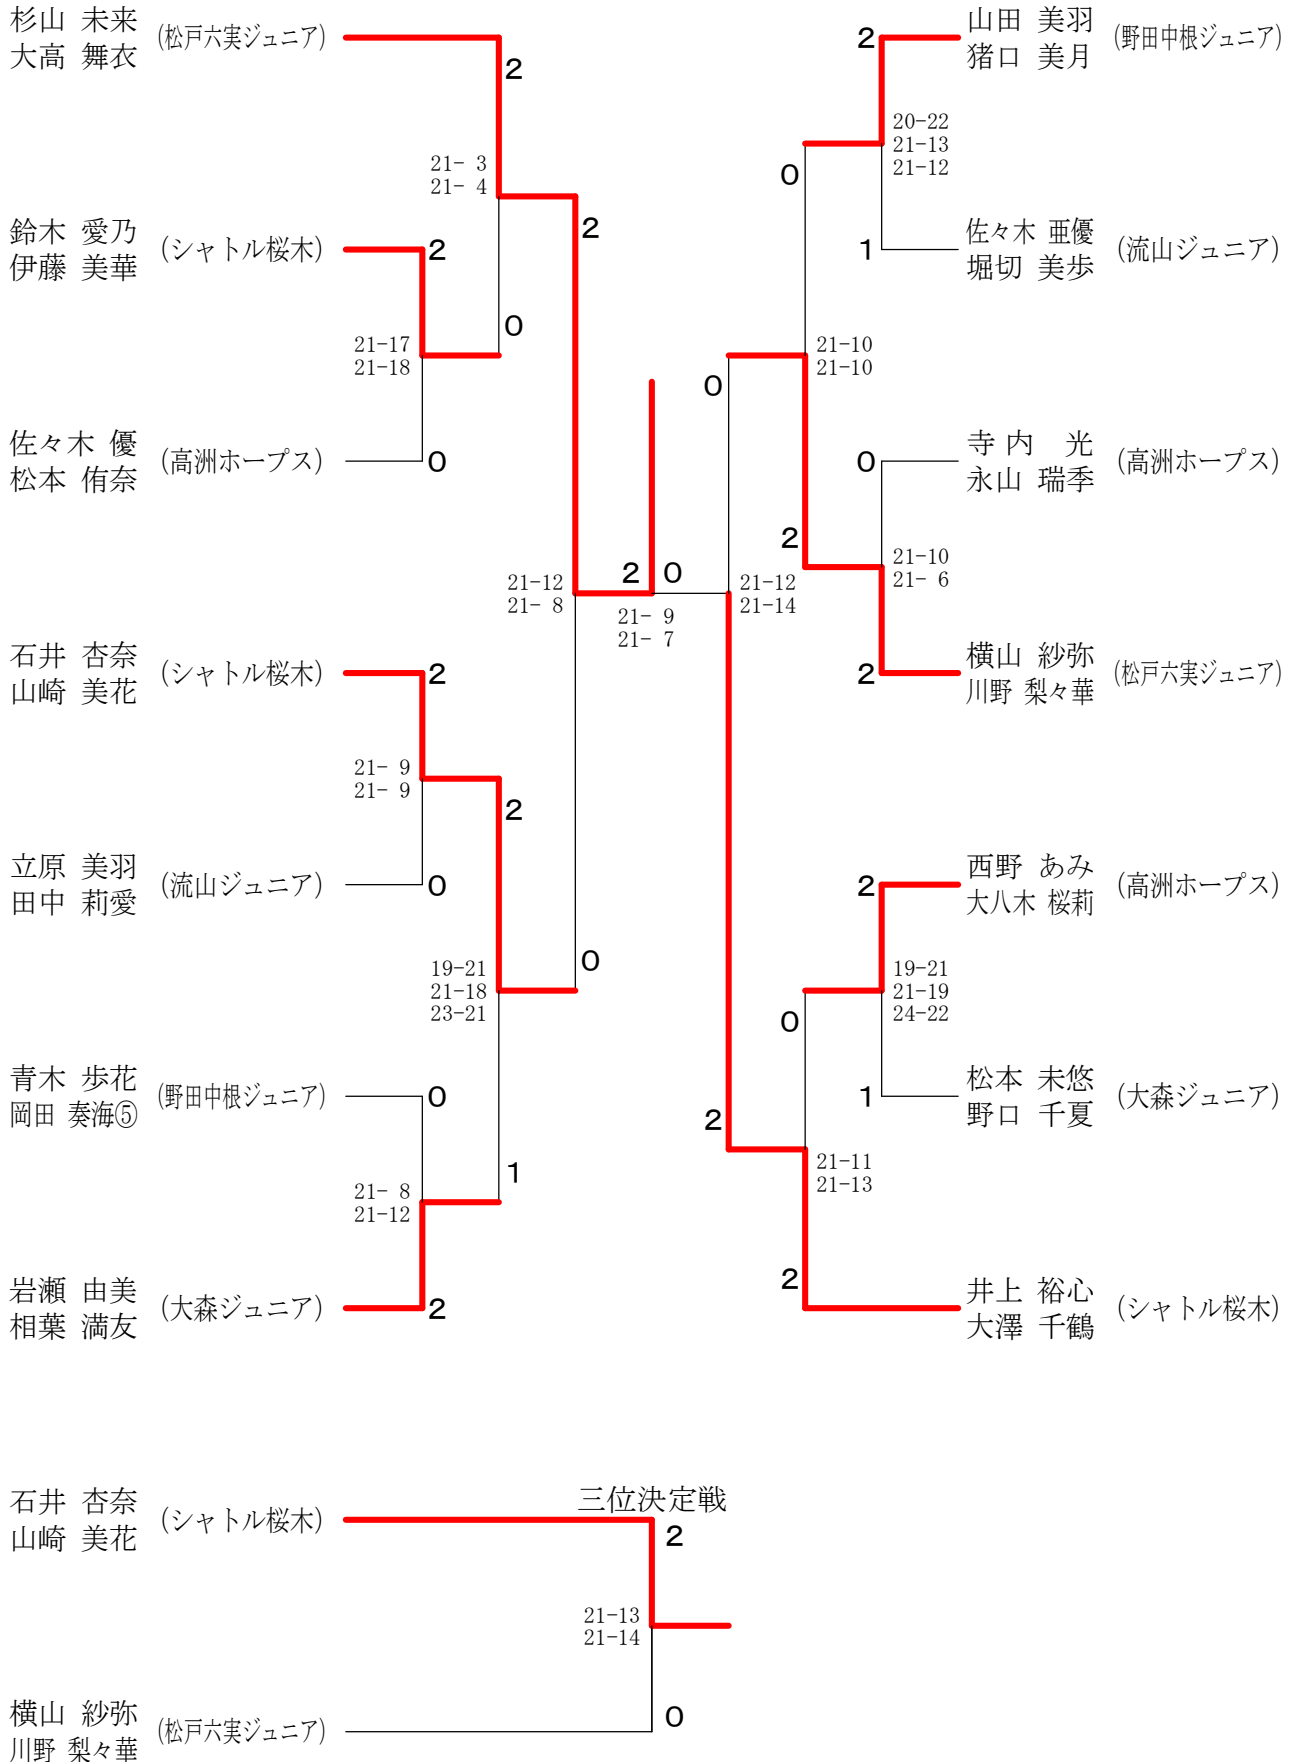 杉山 未来
大高 舞衣
(松戸六実ジュニア)
2
21- 3
21- 4
鈴木 愛乃
伊藤 美華
(シャトル桜木)
2
2
0
21-17
21-18
佐々木 優
松本 侑奈
(高洲ホープス)
0
21-12
21- 8
石井 杏奈
山崎 美花
(シャトル桜木)
2
21- 9
21- 9
2
立原 美羽
田中 莉愛
(流山ジュニア)
0
19-21
21-18
23-21
0
青木 歩花
岡田 奏海⑤
(野田中根ジュニア)
0
1
21- 8
21-12
岩瀬 由美
相葉 満友
(大森ジュニア)
2
2 0
21- 9
21- 7
2
山田 美羽
猪口 美月
(野田中根ジュニア)
20-22
21-13
21-12
0
1
佐々木 亜優
堀切 美歩
(流山ジュニア)
0
21-10
21-10
0
寺内 光
永山 瑞季
(高洲ホープス)
2
21-10
21- 6
21-12
21-14
2
横山 紗弥
川野 梨々華
(松戸六実ジュニア)
2
西野 あみ
大八木 桜莉
(高洲ホープス)
19-21
21-19
24-22
0
1
松本 未悠
野口 千夏
(大森ジュニア)
2
21-11
21-13
2
井上 裕心
大澤 千鶴
(シャトル桜木)
三位決定戦
石井 杏奈
山崎 美花
(シャトル桜木)
2
21-13
21-14
横山 紗弥
川野 梨々華
(松戸六実ジュニア)
0